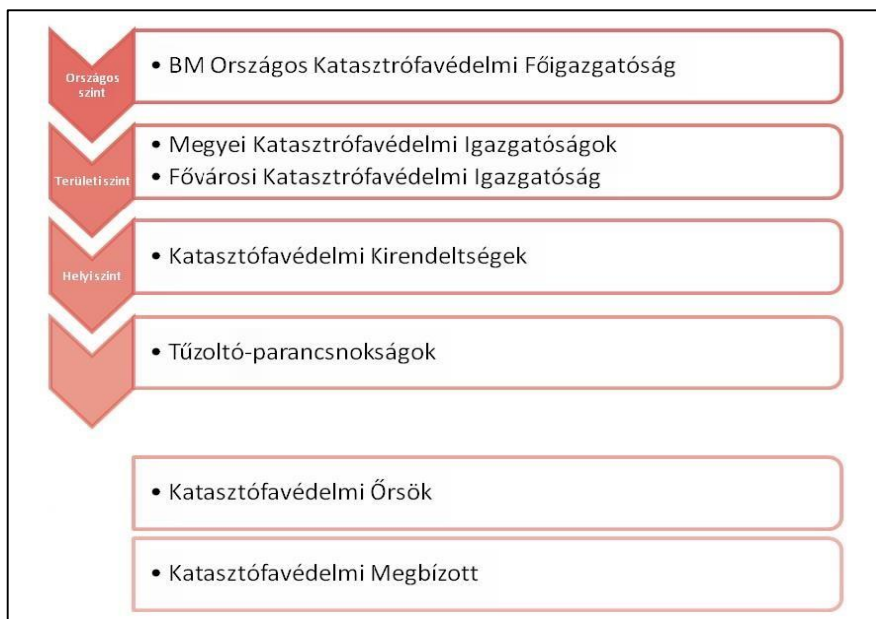 Országos
szint
• BM Országos Katasztrófavédelmi Főigazgatóság
Területi szint
• Megyei Katasztrófavédelmi Igazgatóságok
• Fővárosi Katasztrófavédelmi Igazgatóság
Helyi szint
• Katasztófavédelmi Kirendeltségek
• Tűzoltó-parancsnokságok
• Katasztófavédelmi Őrsök
• Katasztófavédelmi Megbízott